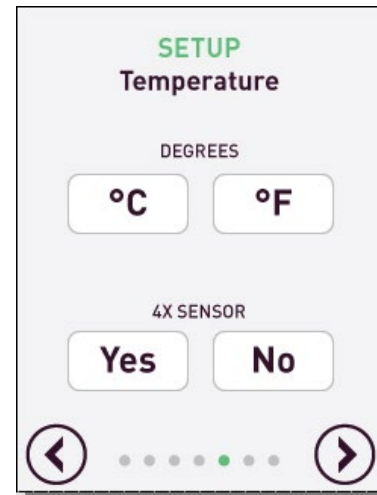 SETUP
Temperature
DEGREES
°C °F
4X SENSOR
Yes No